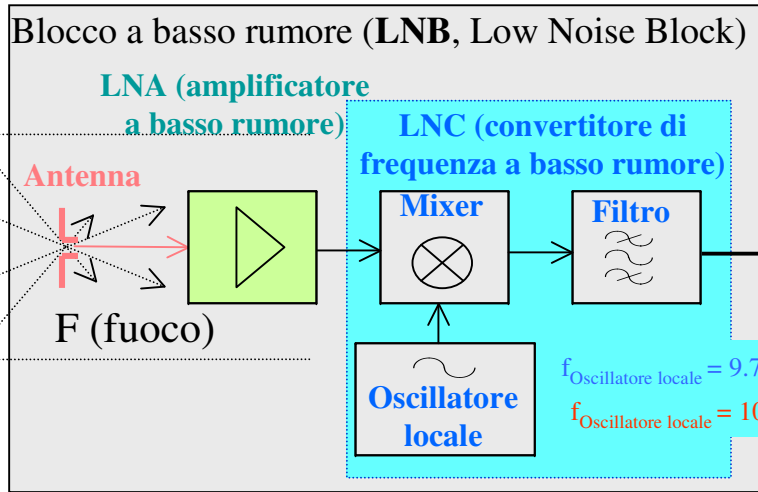 Blocco a basso rumore (LNB, Low Noise Block)
LNA (amplificatore
a basso rumore)
LNC (convertitore di
frequenza a basso rumore)
Antenna
Mixer
Filtro
F (fuoco)
Oscillatore
locale
fOscillatore locale = 9.7
fOscillatore locale = 10